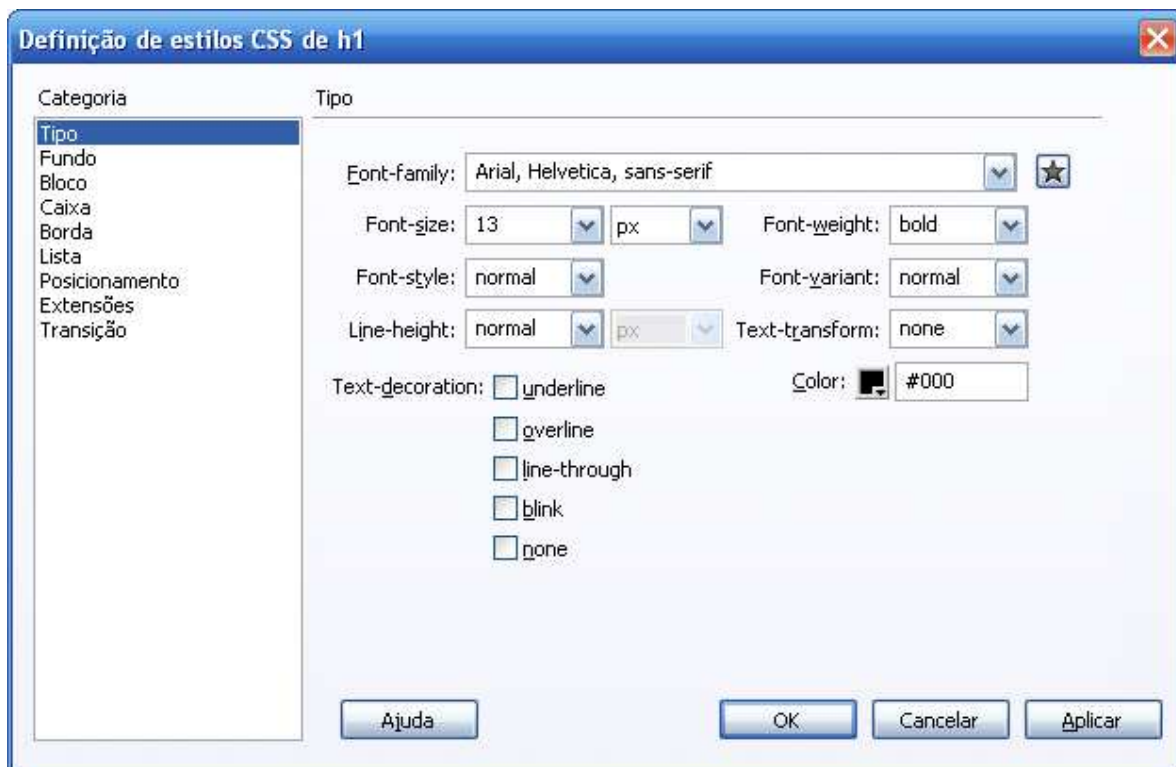 Definição de estilos CSS de h1
Categoria
Tipo
Fundo
Bloco
Caixa
Borda
Lista
Posicionamento
Extensões
Transição
Tipo
Font-family: Arial, Helvetica, sans-serif
Font-size: 13 px Font-weight: bold
Font-style: normal Font-variant: normal
Line-height: normal px Text-transform: none
Text-decoration: underline Color: #000
overline
line-through
blink
none
Ajuda OK Cancelar Aplicar